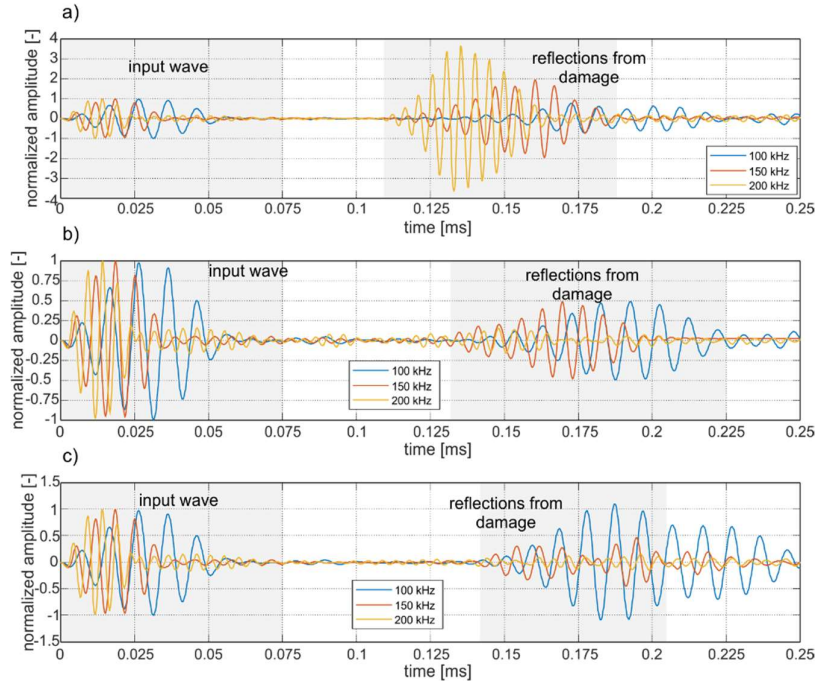 a)
normalized amplitude [-]
4
3
2
1
0
-1
-2
-3
-4
input wave
reflections from
damage
100 kHz
150 kHz
200 kHz
0
0.025
0.05
0.075
0.1
0.125
0.15
0.175
0.2
0.225
0.25
time [ms]
b)
normalized amplitude [-]
1
0.75
0.5
0.25
0
-0.25
-0.5
-0.75
-1
input wave
reflections from
damage
100 kHz
150 kHz
200 kHz
0
0.025
0.05
0.075
0.1
0.125
0.15
0.175
0.2
0.225
0.25
time [ms]
c)
normalized amplitude [-]
1.5
1
0.5
0
-0.5
-1
-1.5
input wave
reflections from
damage
100 kHz
150 kHz
200 kHz
0
0.025
0.05
0.075
0.1
0.125
0.15
0.175
0.2
0.225
0.25
time [ms]